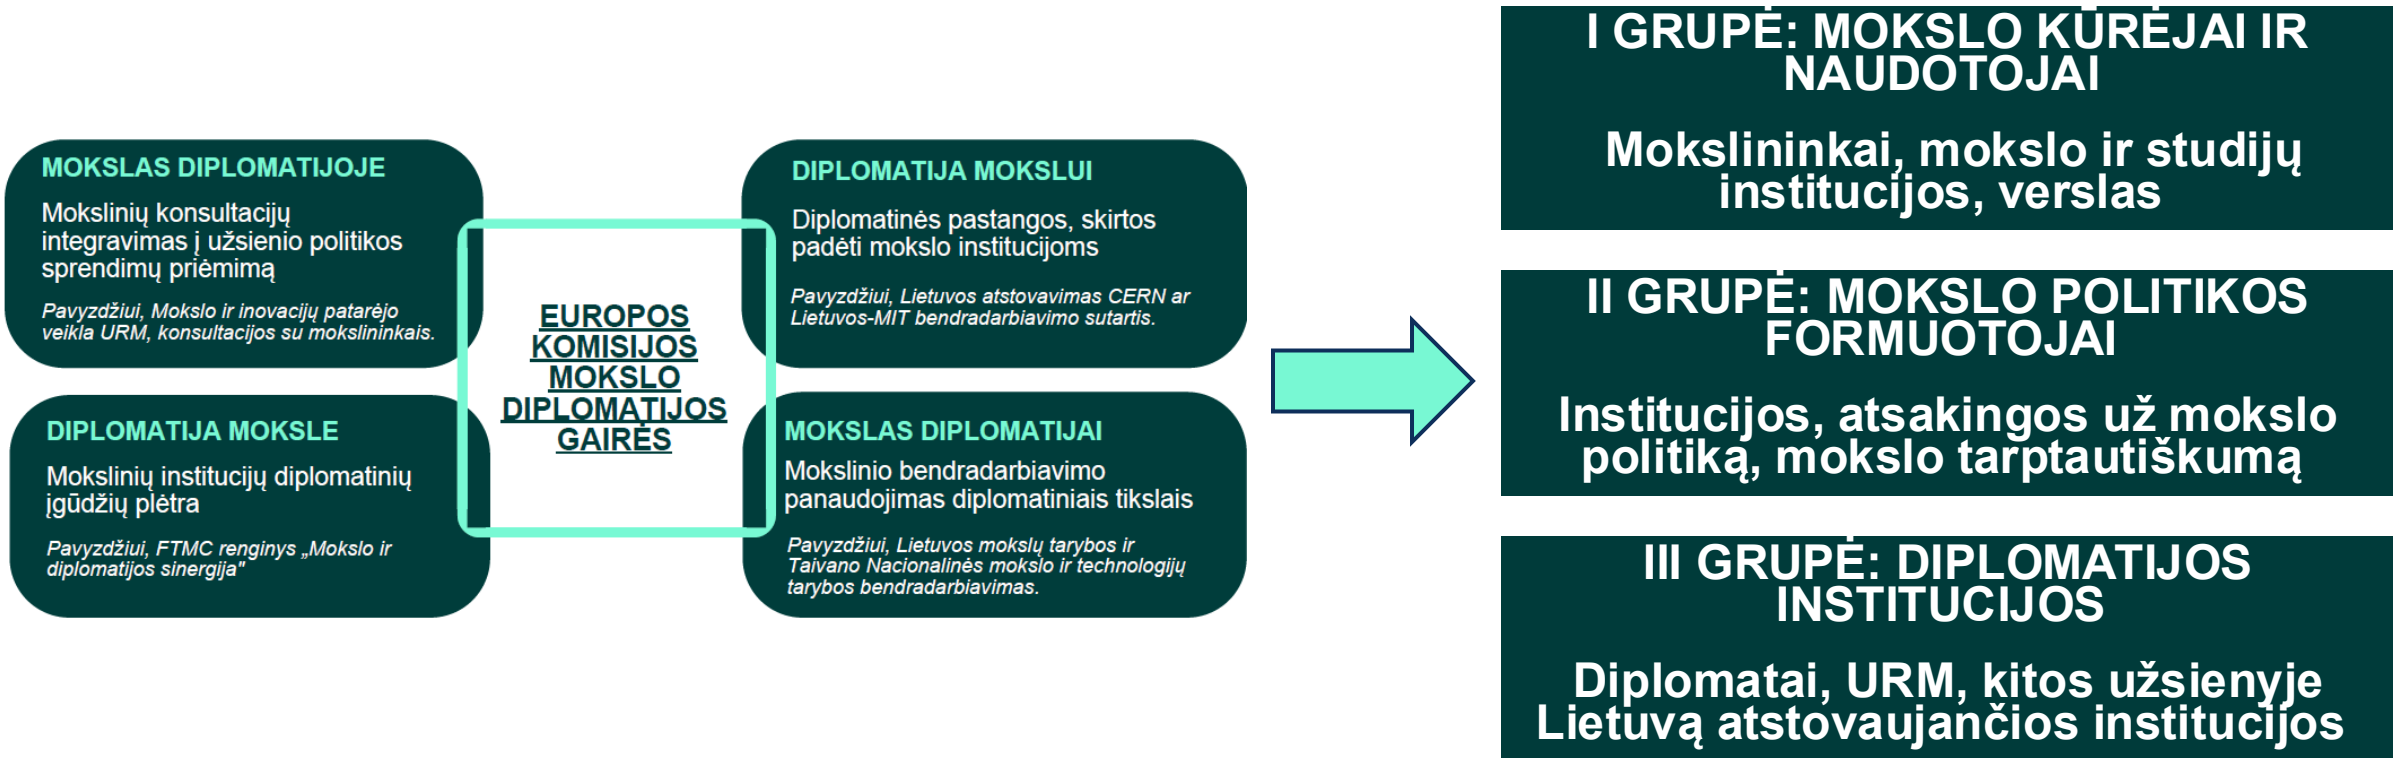 MOKSLAS DIPLOMATIJOJE
Mokslinių konsultacijų
integravimas į užsienio politikos
sprendimų priėmimą
Pavyzdžiui, Mokslo ir inovacijų patarėjo
veikla URM, konsultacijos su mokslininkais.
DIPLOMATIJA MOKSLUI
Diplomatinės pastangos, skirtos
padėti mokslo institucijoms
Pavyzdžiui, Lietuvos atstovavimas CERN ar
Lietuvos-MIT bendradarbiavimo sutartis.
EUROPOS
KOMISIJOS
MOKSLO
DIPLOMATIJOS
GAIRĖS
DIPLOMATIJA MOKSLE
Mokslinių institucijų diplomatinių
įgūdžių plėtra
Pavyzdžiui, FTMC renginys „Mokslo ir
diplomatijos sinergija"
MOKSLAS DIPLOMATIJAI
Mokslinio bendradarbiavimo
panaudojimas diplomatiniais tikslais
Pavyzdžiui, Lietuvos mokslų tarybos ir
Taivano Nacionalinės mokslo ir technologijų
tarybos bendradarbiavimas.
I GRUPĖ: MOKSLO KŪRĖJAI IR
NAUDOTOJAI
Mokslininkai, mokslo ir studijų
institucijos, verslas
II GRUPĖ: MOKSLO POLITIKOS
FORMUOTOJAI
Institucijos, atsakingos už mokslo
politiką, mokslo tarptautiškumą
III GRUPĖ: DIPLOMATIJOS
INSTITUCIJOS
Diplomatai, URM, kitos užsienyje
Lietuvą atstovaujančios institucijos